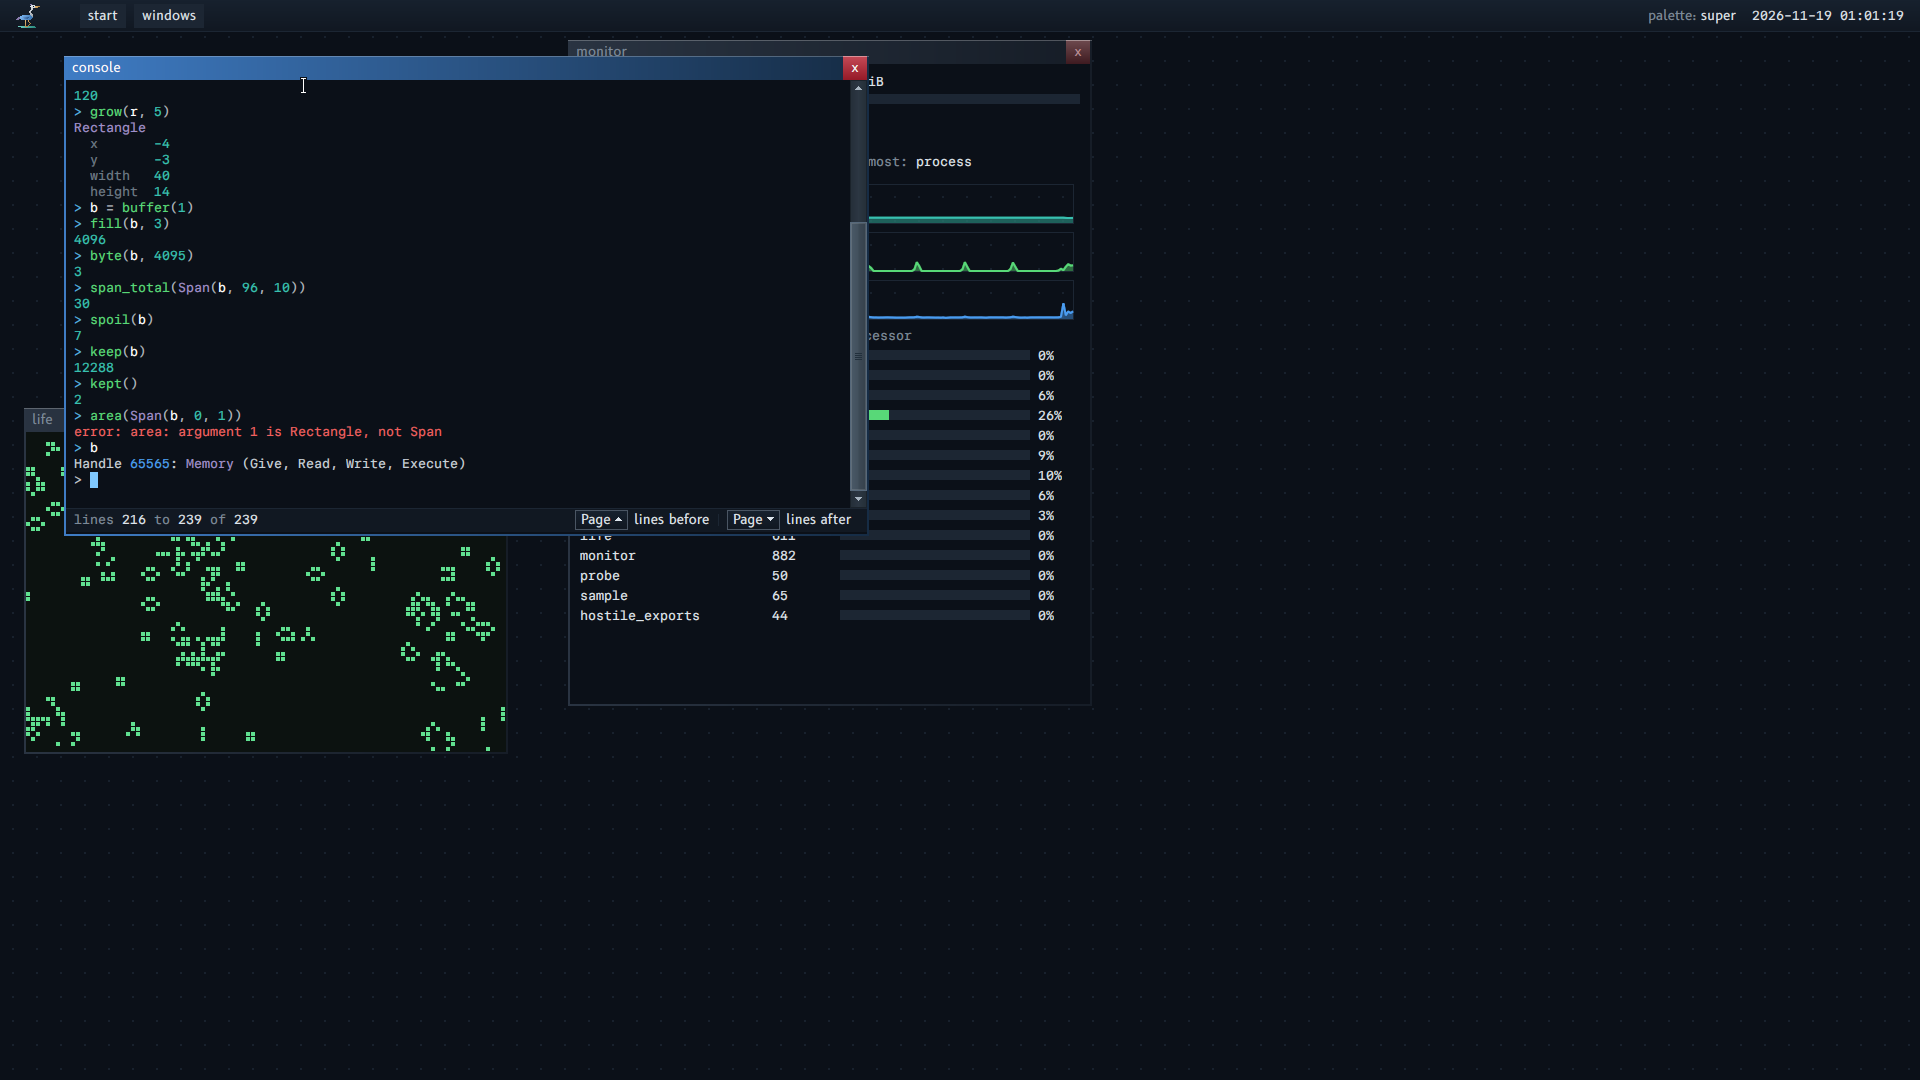 start windows palette: super 2026-11-19 01:01:19
monitor x
console x
120
> grow(r, 5)
Rectangle
x -4
y -3
width 40
height 14
> b = buffer(1)
> fill(b, 3)
4096
> byte(b, 4095)
3
> span_total(Span(b, 96, 10))
30
> spoil(b)
7
> keep(b)
12288
> kept()
2
> area(Span(b, 0, 1))
error: area: argument 1 is Rectangle, not Span
> b
Handle 65565: Memory (Give, Read, Write, Execute)
>
lines 216 to 239 of 239 Page lines before Page lines after
life
iB
most: process
cessor
0%
0%
6%
26%
0%
9%
10%
6%
3%
life 611 0%
monitor 882 0%
probe 50 0%
sample 65 0%
hostile_exports 44 0%